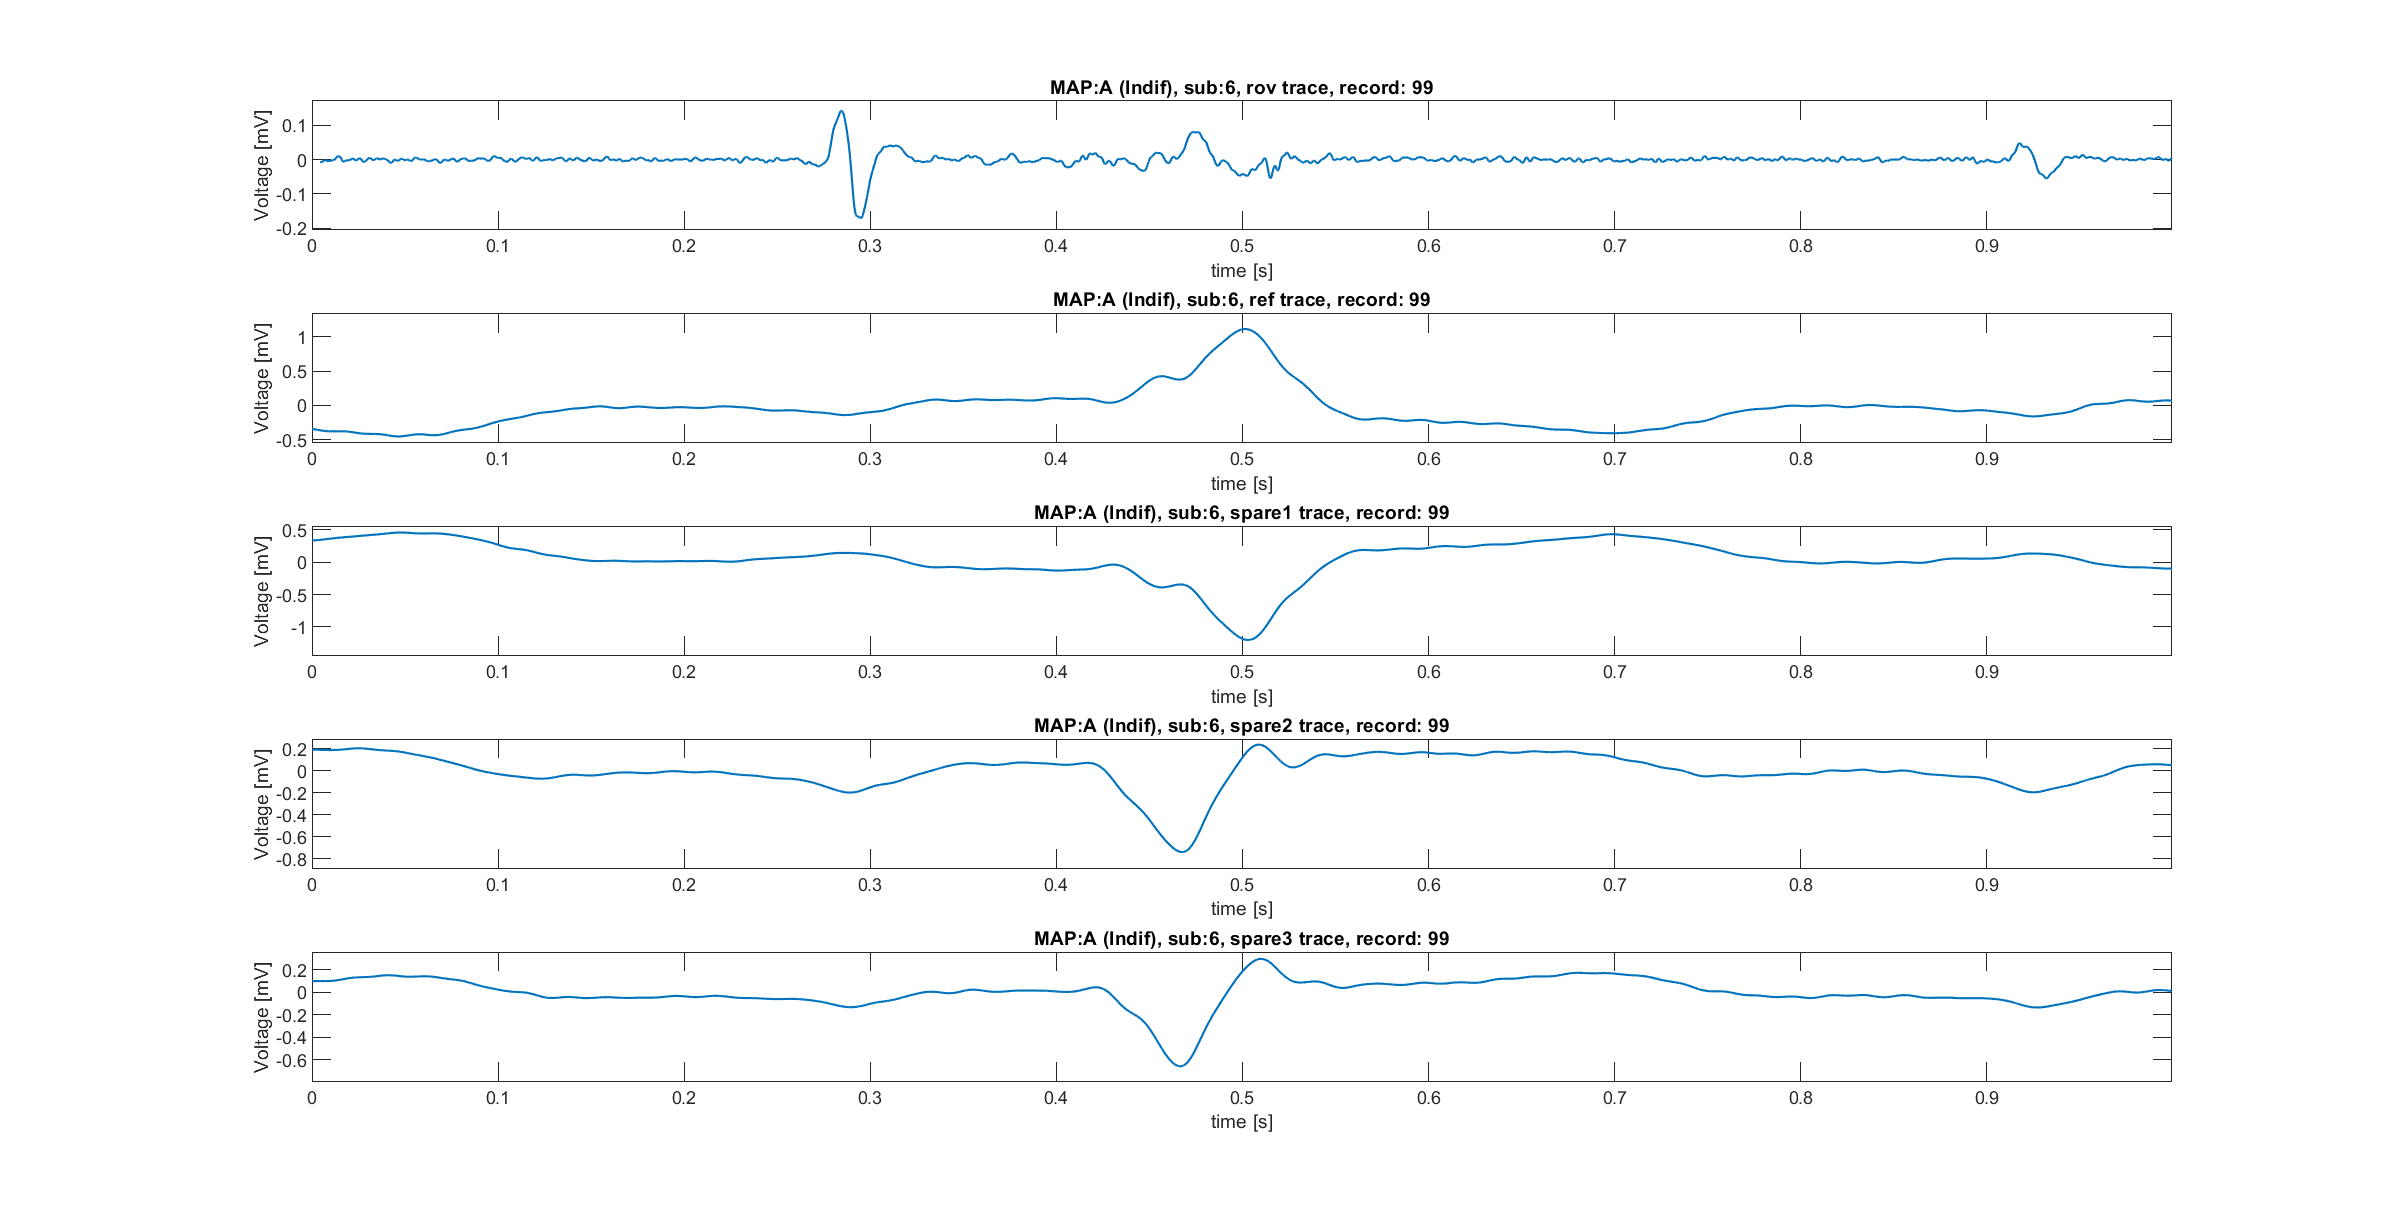 MAP:A (Indif), sub:6, rov trace, record: 99
Voltage [mV]
0.1
0
-0.1
-0.2
0 0.1 0.2 0.3 0.4 0.5 0.6 0.7 0.8 0.9
time [s]
MAP:A (Indif), sub:6, ref trace, record: 99
Voltage [mV]
1
0.5
0
-0.5
0 0.1 0.2 0.3 0.4 0.5 0.6 0.7 0.8 0.9
time [s]
MAP:A (Indif), sub:6, spare1 trace, record: 99
Voltage [mV]
0.5
0
-0.5
-1
0 0.1 0.2 0.3 0.4 0.5 0.6 0.7 0.8 0.9
time [s]
MAP:A (Indif), sub:6, spare2 trace, record: 99
Voltage [mV]
0.2
0
-0.2
-0.4
-0.6
-0.8
0 0.1 0.2 0.3 0.4 0.5 0.6 0.7 0.8 0.9
time [s]
MAP:A (Indif), sub:6, spare3 trace, record: 99
Voltage [mV]
0.2
0
-0.2
-0.4
-0.6
0 0.1 0.2 0.3 0.4 0.5 0.6 0.7 0.8 0.9
time [s]